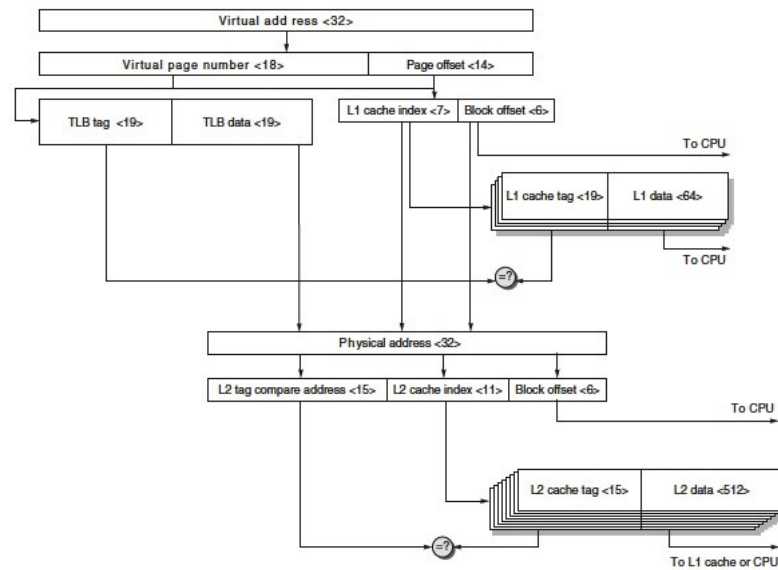 Virtual add ress <32>
Virtual page number <18>
Page offset <14>
TLB tag <19>
TLB data <19>
L1 cache index <7>
Block offset <6>
To CPU
L1 cache tag <19>
L1 data <64>
To CPU
=?
Physical address <32>
L2 tag compare address <15>
L2 cache index <11>
Block offset <6>
To CPU
L2 cache tag <15>
L2 data <512>
=?
To L1 cache or CPU